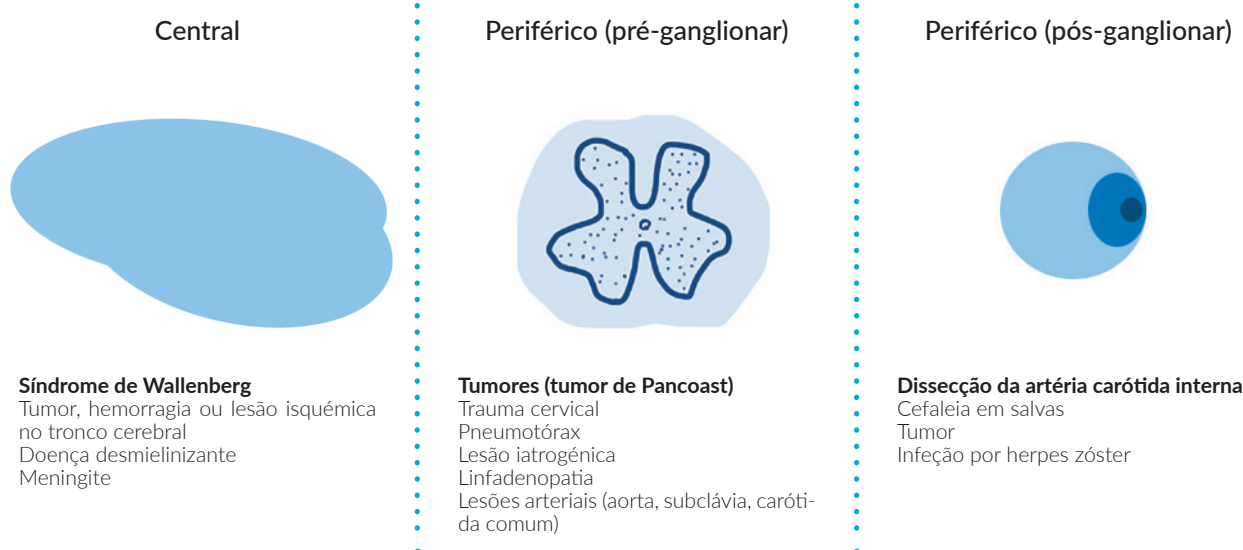 Central
Síndrome de Wallenberg
Tumor, hemorragia ou lesão isquémica
no tronco cerebral
Doença desmielinizante
Meningite
Periférico (pré-ganglionar)
Tumores (tumor de Pancoast)
Trauma cervical
Pneumotórax
Lesão iatrogénica
Linfadenopatia
Lesões arteriais (aorta, subclávia, caróti-
da comum)
Periférico (pós-ganglionar)
Dissecção da artéria carótida interna
Cefaleia em salvas
Tumor
Infeção por herpes zóster